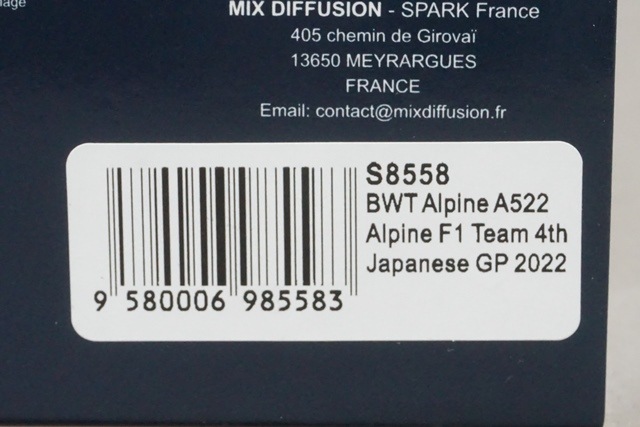 MIX DIFFUSION - SPARK France
405 chemin de Girovaï
13650 MEYRARGUES
FRANCE
Email: contact@mixdiffusion.fr
S8558
BWT Alpine A522
Alpine F1 Team 4th
Japanese GP 2022
9 580006 985583